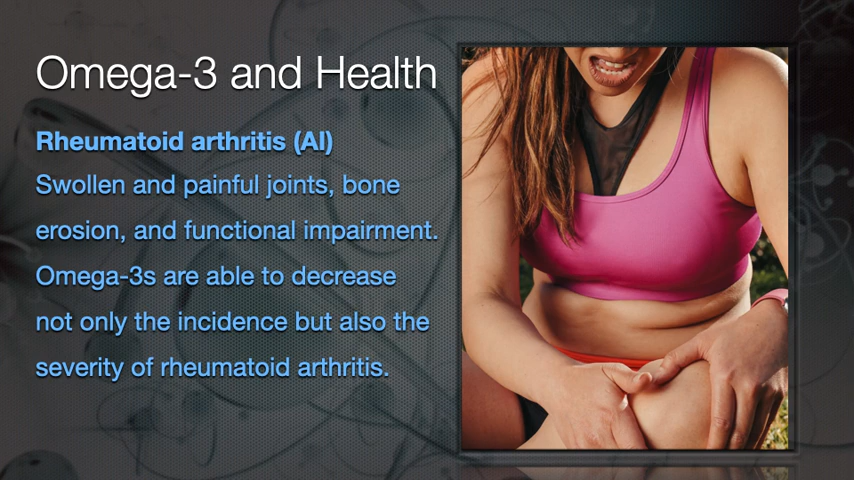 Omega-3 and Health
Rheumatoid arthritis (AI)
Swollen and painful joints, bone
erosion, and functional impairment.
Omega-3s are able to decrease
not only the incidence but also the
severity of rheumatoid arthritis.